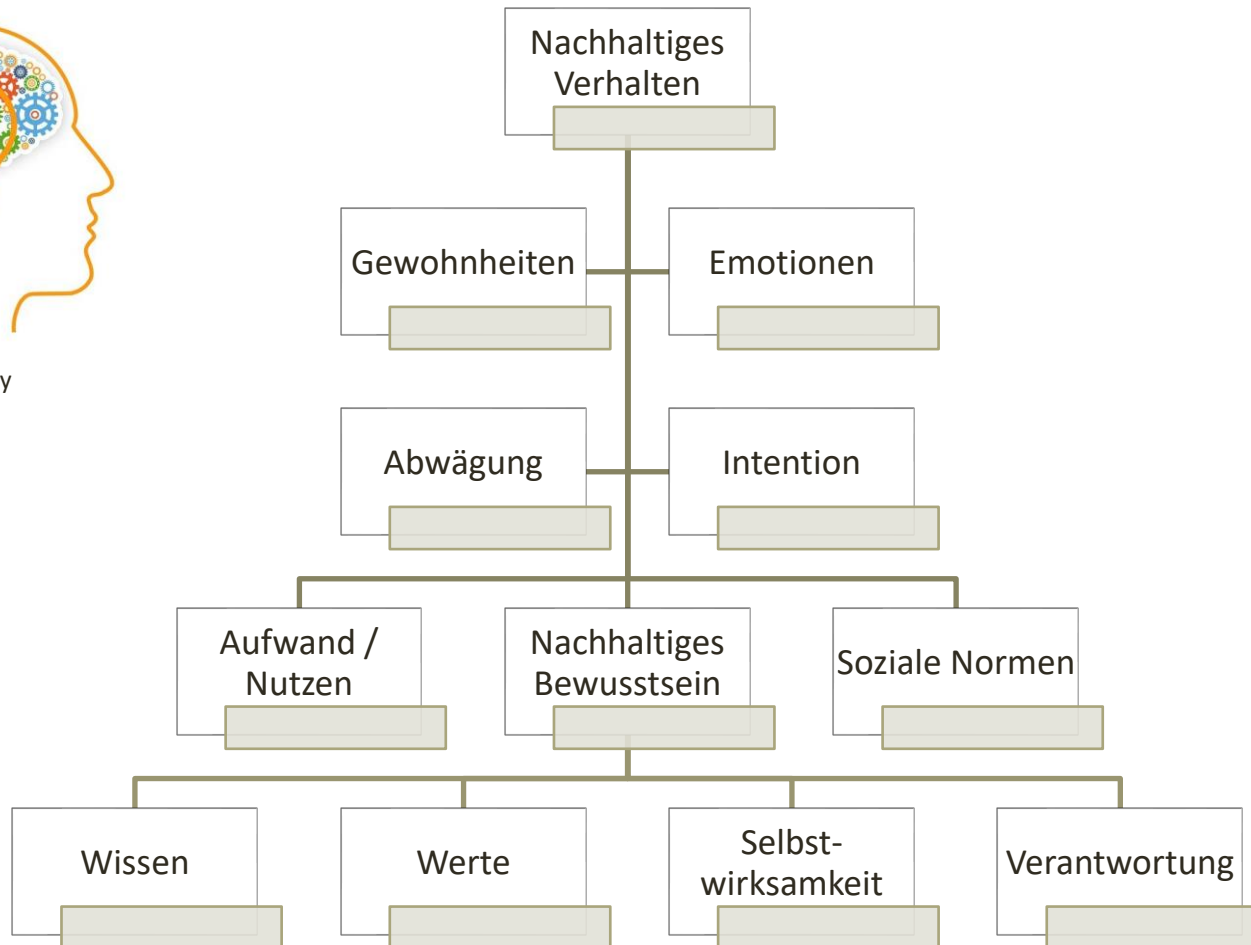 Nachhaltiges
Verhalten
Gewohnheiten
Emotionen
y
Abwägung
Intention
Aufwand /
Nutzen
Nachhaltiges
Bewusstsein
Soziale Normen
Wissen
Werte
Selbst-
wirksamkeit
Verantwortung